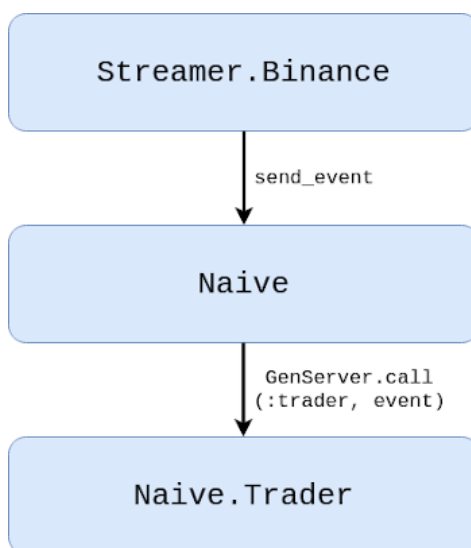 Streamer.Binance
send_event
Naive
GenServer.call
(:trader, event)
Naive.Trader